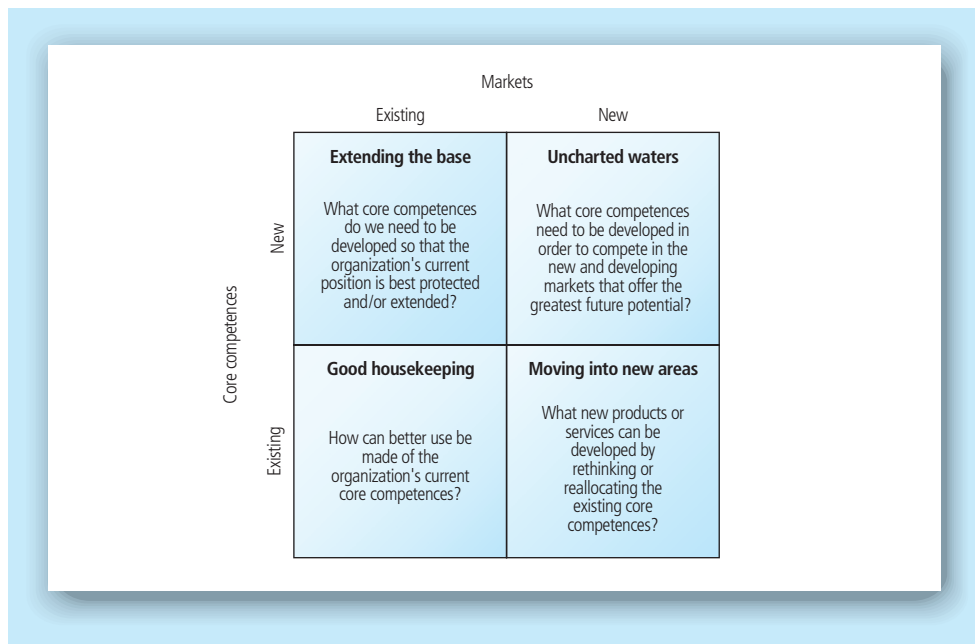 Markets
Existing
New
Extending the base
What core competences
do we need to be
developed so that the
organization's current
position is best protected
and/or extended?
Uncharted waters
What core competences
need to be developed in
order to compete in the
new and developing
markets that offer the
greatest future potential?
New
Core competences
Existing
Good housekeeping
How can better use be
made of the
organization's current
core competences?
Moving into new areas
What new products or
services can be
developed by
rethinking or
reallocating the
existing core
competences?